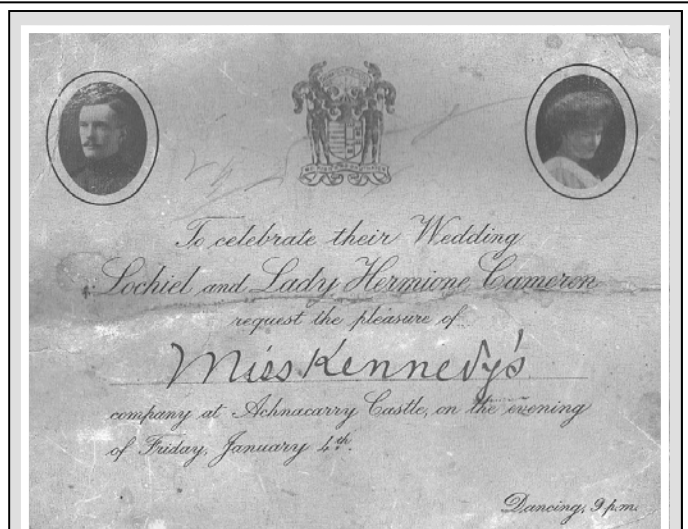 To celebrate their Wedding
Lochiel and Lady Hermione Cameron
request the pleasure of
Miss Kennedy's
company at Achnacarry Castle, on the evening
of Friday, January 4th.
Dancing, 9 p.m.